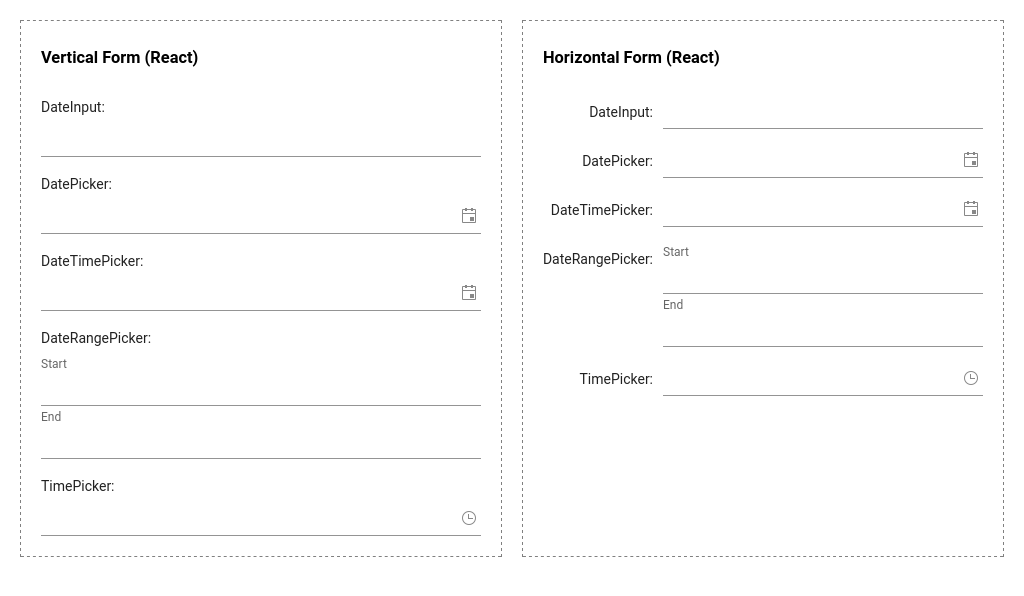 Vertical Form (React)
DateInput:
DatePicker:
DateTimePicker:
DateRangePicker:
Start
End
TimePicker:
Horizontal Form (React)
DateInput:
DatePicker:
DateTimePicker:
DateRangePicker:
Start
End
TimePicker: